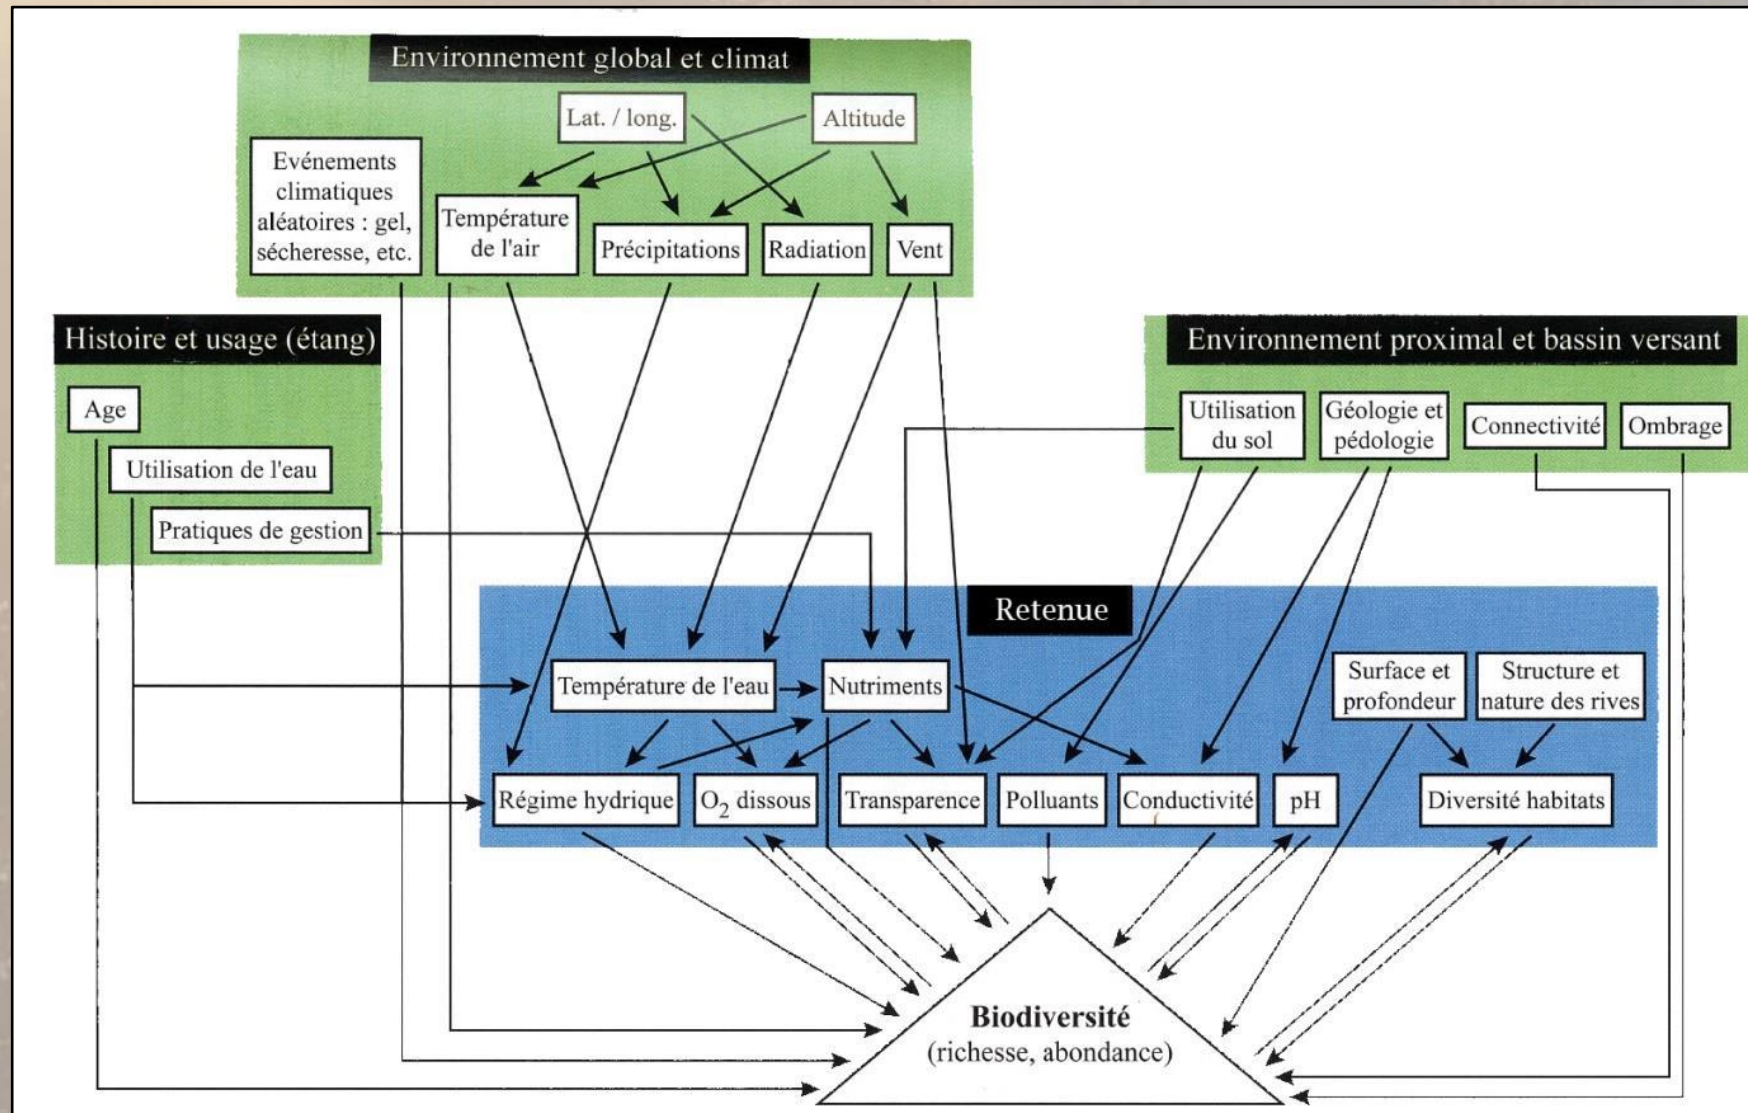 Environnement global et climat
Lat. / long.
Altitude
Evénements
climatiques
aléatoires : gel,
sécheresse, etc.
Température
de l'air
Précipitations
Radiation
Vent
Histoire et usage (étang)
Age
Utilisation de l'eau
Pratiques de gestion
Environnement proximal et bassin versant
Utilisation
du sol
Géologie et
pédologie
Connectivité
Ombrage
Retenue
Température de l'eau
Nutriments
Surface et
profondeur
Structure et
nature des rives
Régime hydrique
O2 dissous
Transparence
Polluants
Conductivité
pH
Diversité habitats
Biodiversité
(richesse, abondance)